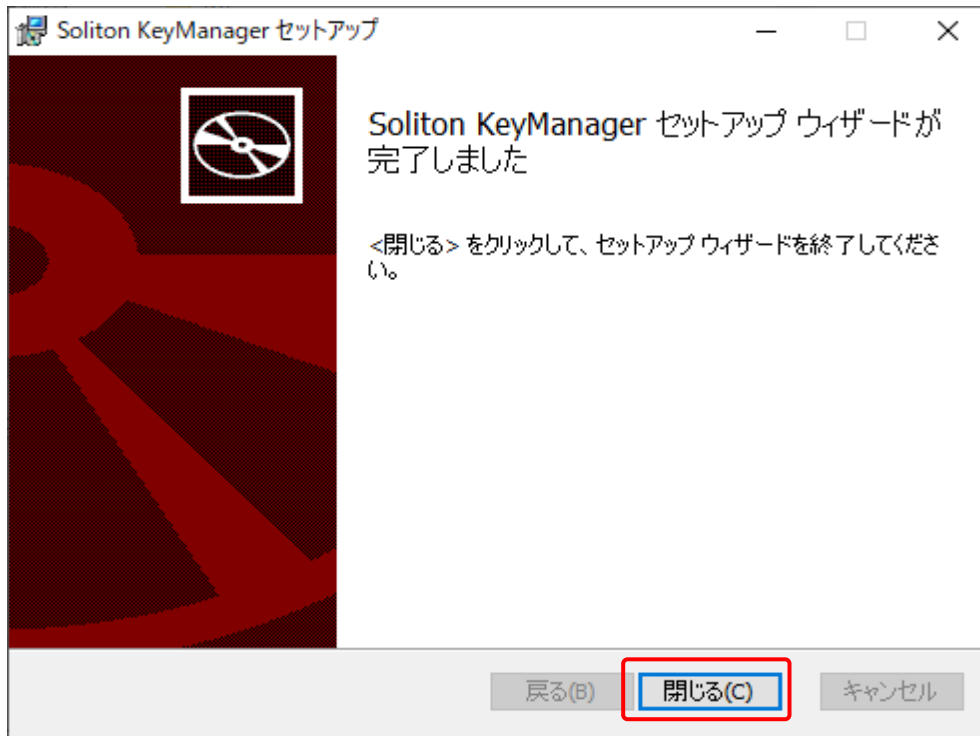 Soliton KeyManager セットアップ
Soliton KeyManager セットアップ ウィザードが
完了しました
<閉じる> をクリックして、セットアップ ウィザードを終了してくださ
い。
戻る(B)
閉じる(C)
キャンセル